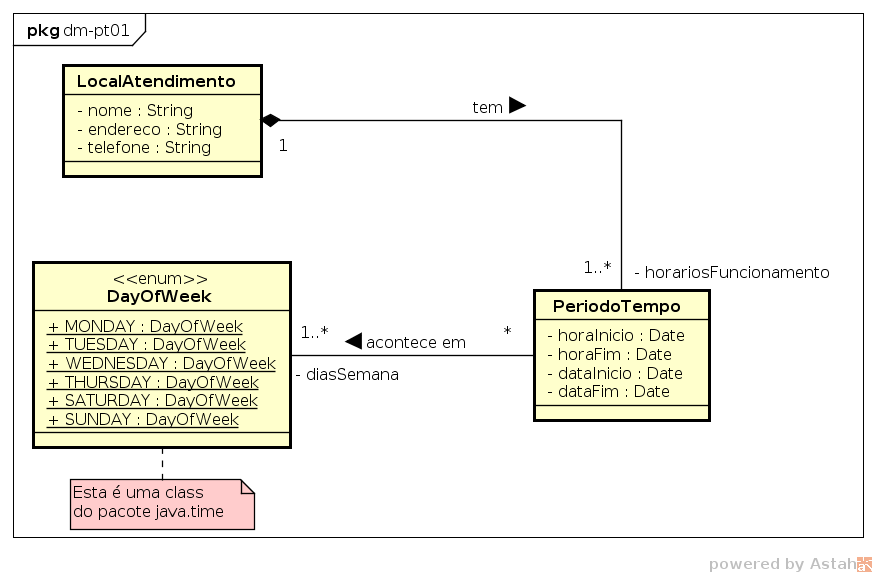 pkg dm-pt01
LocalAtendimento
- nome : String
- endereco : String
- telefone : String
tem
1
1..*
- horariosFuncionamento
<<enum>>
DayOfWeek
+ MONDAY : DayOfWeek
+ TUESDAY : DayOfWeek
+ WEDNESDAY : DayOfWeek
+ THURSDAY : DayOfWeek
+ SATURDAY : DayOfWeek
+ SUNDAY : DayOfWeek
1..*
acontece em
*
- diasSemana
PeriodoTempo
- horaInicio : Date
- horaFim : Date
- dataInicio : Date
- dataFim : Date
Esta é uma class
do pacote java.time
powered by Astah